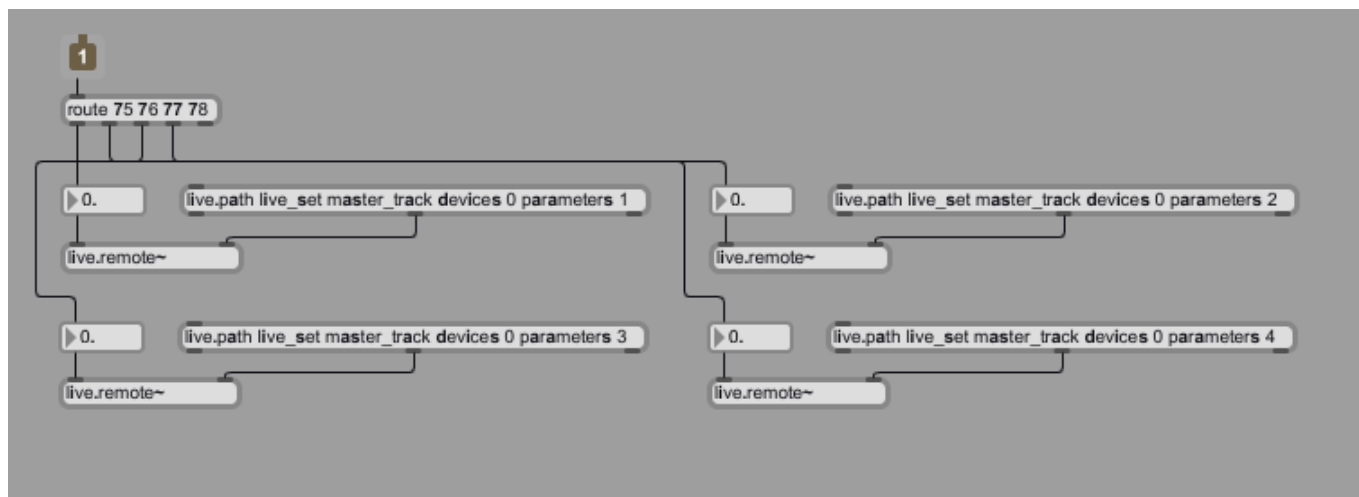 1
route 75 76 77 78
0.
live.path live_set master_track devices 0 parameters 1
0.
live.path live_set master_track devices 0 parameters 2
live.remote~
live.remote~
0.
live.path live_set master_track devices 0 parameters 3
0.
live.path live_set master_track devices 0 parameters 4
live.remote~
live.remote~